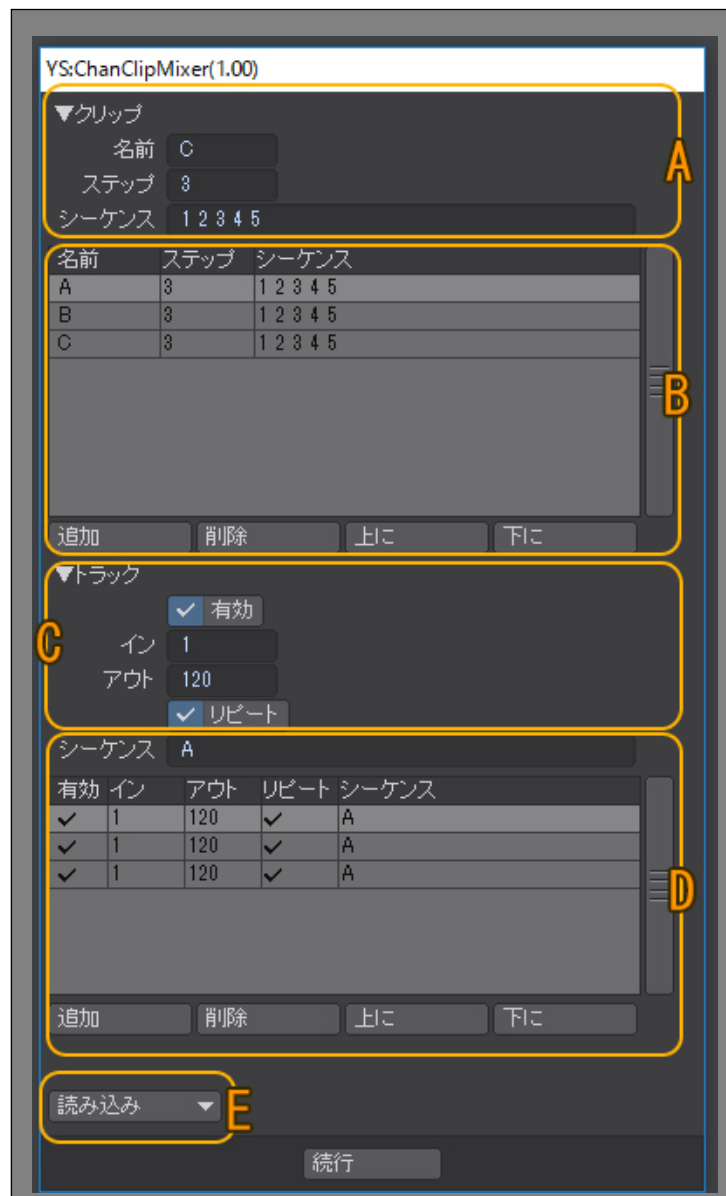 YS:ChanClipMixer(1.00)
▼クリップ
名前 C
ステップ 3
シーケンス 1 2 3 4 5
A
名前 ステップ シーケンス
A 3 1 2 3 4 5
B 3 1 2 3 4 5
C 3 1 2 3 4 5
B
追加 削除 上に 下に
▼トラック
✓ 有効
C
イン 1
アウト 120
✓ リピート
シーケンス A
有効 イン アウト リピート シーケンス
✓ 1 120 ✓ A
✓ 1 120 ✓ A
✓ 1 120 ✓ A
D
追加 削除 上に 下に
読み込み ▼
E
続行